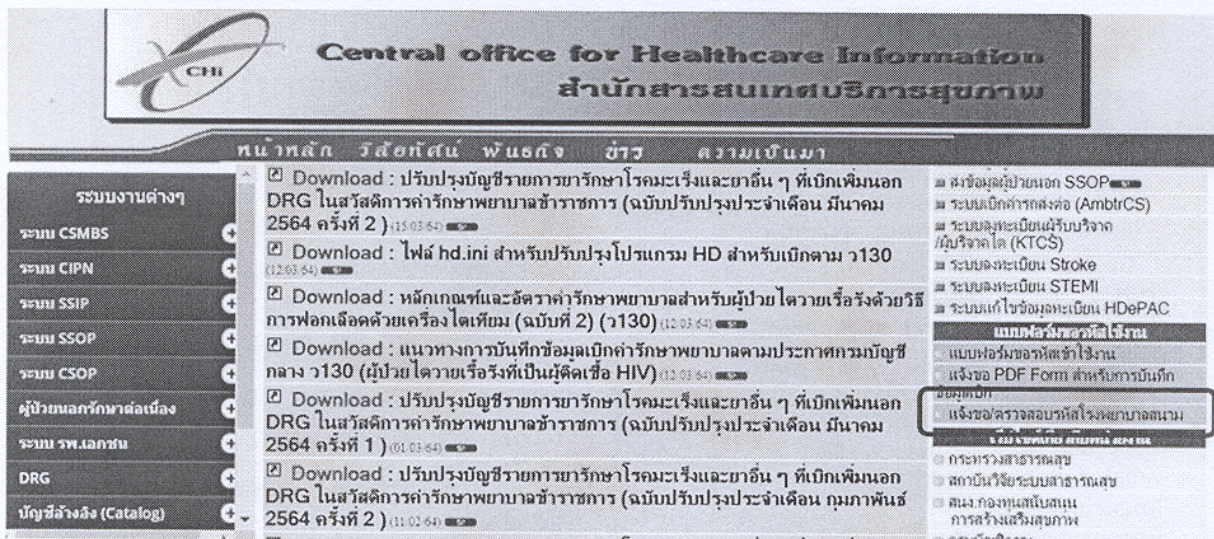 CHi
Central office for Healthcare Information
สำนักสารสนเทศบริการสุขภาพ
หน้าหลัก วิสัยทัศน์ พันธกิจ ข่าว ความเป็นมา
ระบบงานต่างๆ
ระบบ CSMBS
ระบบ CIPN
ระบบ SSIP
ระบบ SSOP
ระบบ CSOP
ผู้ป่วยนอกรักษาต่อเนื่อง
ระบบ รพ.เอกชน
DRG
บัญชีอ้างอิง (Catalog)
Download : ปรับปรุงบัญชีรายการยารักษาโรคมะเร็งและยาอื่น ๆ ที่เบิกเพิ่มนอก
DRG ในสวัสดิการค่ารักษาพยาบาลข้าราชการ (ฉบับปรับปรุงประจำเดือน มีนาคม
2564 ครั้งที่ 2 ) (15:03:64)
Download : ไฟล์ hd.ini สำหรับปรับปรุงโปรแกรม HD สำหรับเบิกตาม ว130
(12:03:64)
Download : หลักเกณฑ์และอัตราค่ารักษาพยาบาลสำหรับผู้ป่วยไตวายเรื้อรังด้วยวิธี
การฟอกเลือดด้วยเครื่องไตเทียม (ฉบับที่ 2) (ว130) (12:03:64)
Download : แนวทางการบันทึกข้อมูลเบิกค่ารักษาพยาบาลตามประกาศกรมบัญชี
กลาง ว130 (ผู้ป่วยไตวายเรื้อรังที่เป็นผู้ติดเชื้อ HIV) (12:03:64)
Download : ปรับปรุงบัญชีรายการยารักษาโรคมะเร็งและยาอื่น ๆ ที่เบิกเพิ่มนอก
DRG ในสวัสดิการค่ารักษาพยาบาลข้าราชการ (ฉบับปรับปรุงประจำเดือน มีนาคม
2564 ครั้งที่ 1 ) (01:03:64)
Download : ปรับปรุงบัญชีรายการยารักษาโรคมะเร็งและยาอื่น ๆ ที่เบิกเพิ่มนอก
DRG ในสวัสดิการค่ารักษาพยาบาลข้าราชการ (ฉบับปรับปรุงประจำเดือน กุมภาพันธ์
2564 ครั้งที่ 2 ) (11:02:64)
ส่งข้อมูลผู้ป่วยนอก SSOP
ระบบเบิกค่ารถส่งต่อ (AmbtrCS)
ระบบลงทะเบียนผู้รับบริจาค
/ผู้บริจาคไต (KTCS)
ระบบลงทะเบียน Stroke
ระบบลงทะเบียน STEMI
ระบบแก้ไขข้อมูลทะเบียน HDePAC
แบบฟอร์มขอรหัสใช้งาน
แบบฟอร์มขอรหัสเข้าใช้งาน
แจ้งขอ PDF Form สำหรับการบันทึก
ข้อมูลเบิก
แจ้งขอ/ตรวจสอบรหัสโรงพยาบาลสนาม
กระทรวงสาธารณสุข
สถาบันวิจัยระบบสาธารณสุข
สนง.กองทุนสนับสนุน
การสร้างเสริมสุขภาพ